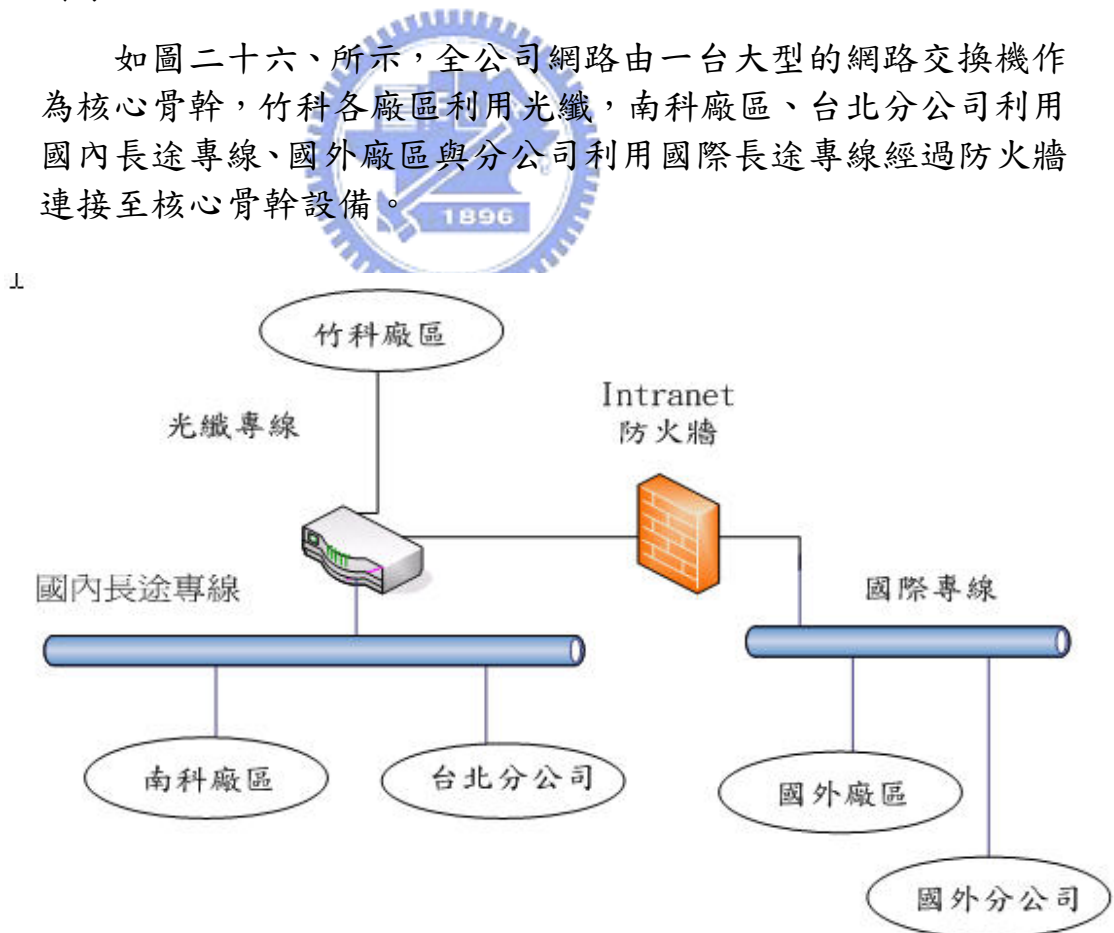 如圖二十六、所示，全公司網路由一台大型的網路交換機作
為核心骨幹，竹科各廠區利用光纖，南科廠區、台北分公司利用
國內長途專線、國外廠區與分公司利用國際長途專線經過防火牆
連接至核心骨幹設備。
1896
竹科廠區
光纖專線
Intranet
防火牆
國內長途專線
國際專線
南科廠區
台北分公司
國外廠區
國外分公司